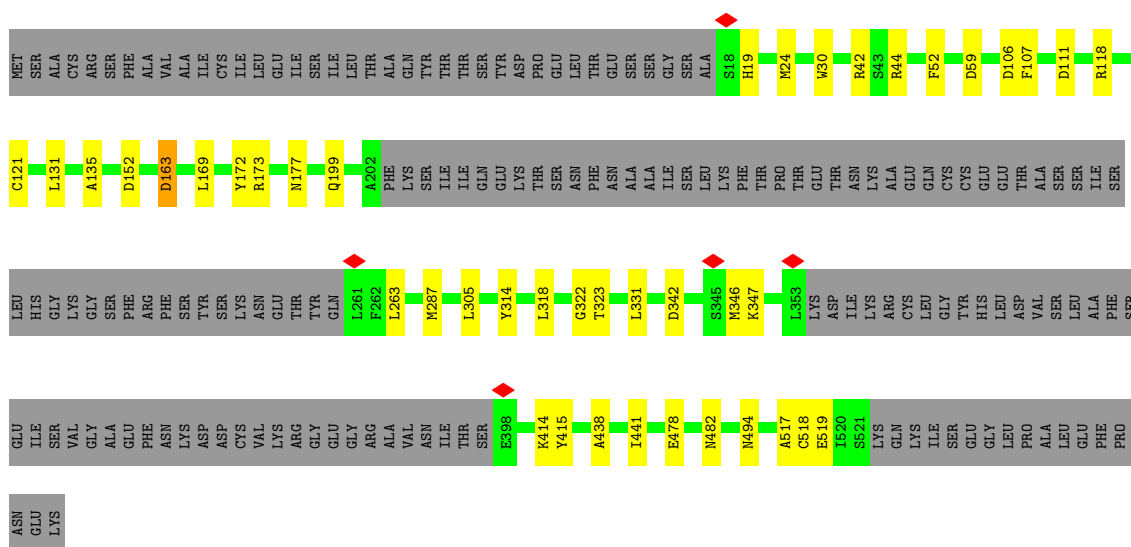 MET SER ALA CYS ARG SER PHE ALA VAL ALA ILE CYS ILE LEU GLU ILE SER ILE LEU THR ALA GLN TYR THR THR SER TYR ASP PRO GLU LEU THR GLU SER SER GLY SER ALA S18 H19 M24 W30 R42 S43 R44 F52 D59 D106 F107 D111 R118
C121 L131 A135 D152 D163 L169 Y172 R173 N177 Q199 A202 PHE LYS SER ILE ILE GLN GLU LYS THR SER ASN PHE ASN ALA ALA ILE SER LEU LYS PHE THR PRO THR GLU THR ASN LYS ALA GLU GLN CYS CYS GLU GLU THR ALA SER SER ILE SER
LEU HIS GLY LYS GLY SER PHE ARG PHE SER TYR SER LYS ASN GLU THR TYR GLN L261 F262 L263 M287 L305 Y314 L318 G322 T323 L331 D342 S345 M346 K347 L353 LYS ASP ILE LYS ARG CYS LEU GLY TYR HIS LEU ASP VAL SER LEU ALA PHE SER
GLU ILE SER VAL GLY ALA GLU PHE ASN LYS ASP ASP CYS VAL LYS ARG GLY GLU GLY ARG ALA VAL ASN ILE THR SER E398 K414 Y415 A438 I441 E478 N482 N494 A517 C518 E519 I520 S521 LYS GLN LYS ILE SER GLU GLY LEU PRO ALA LEU GLU PHE PRO
ASN GLU LYS